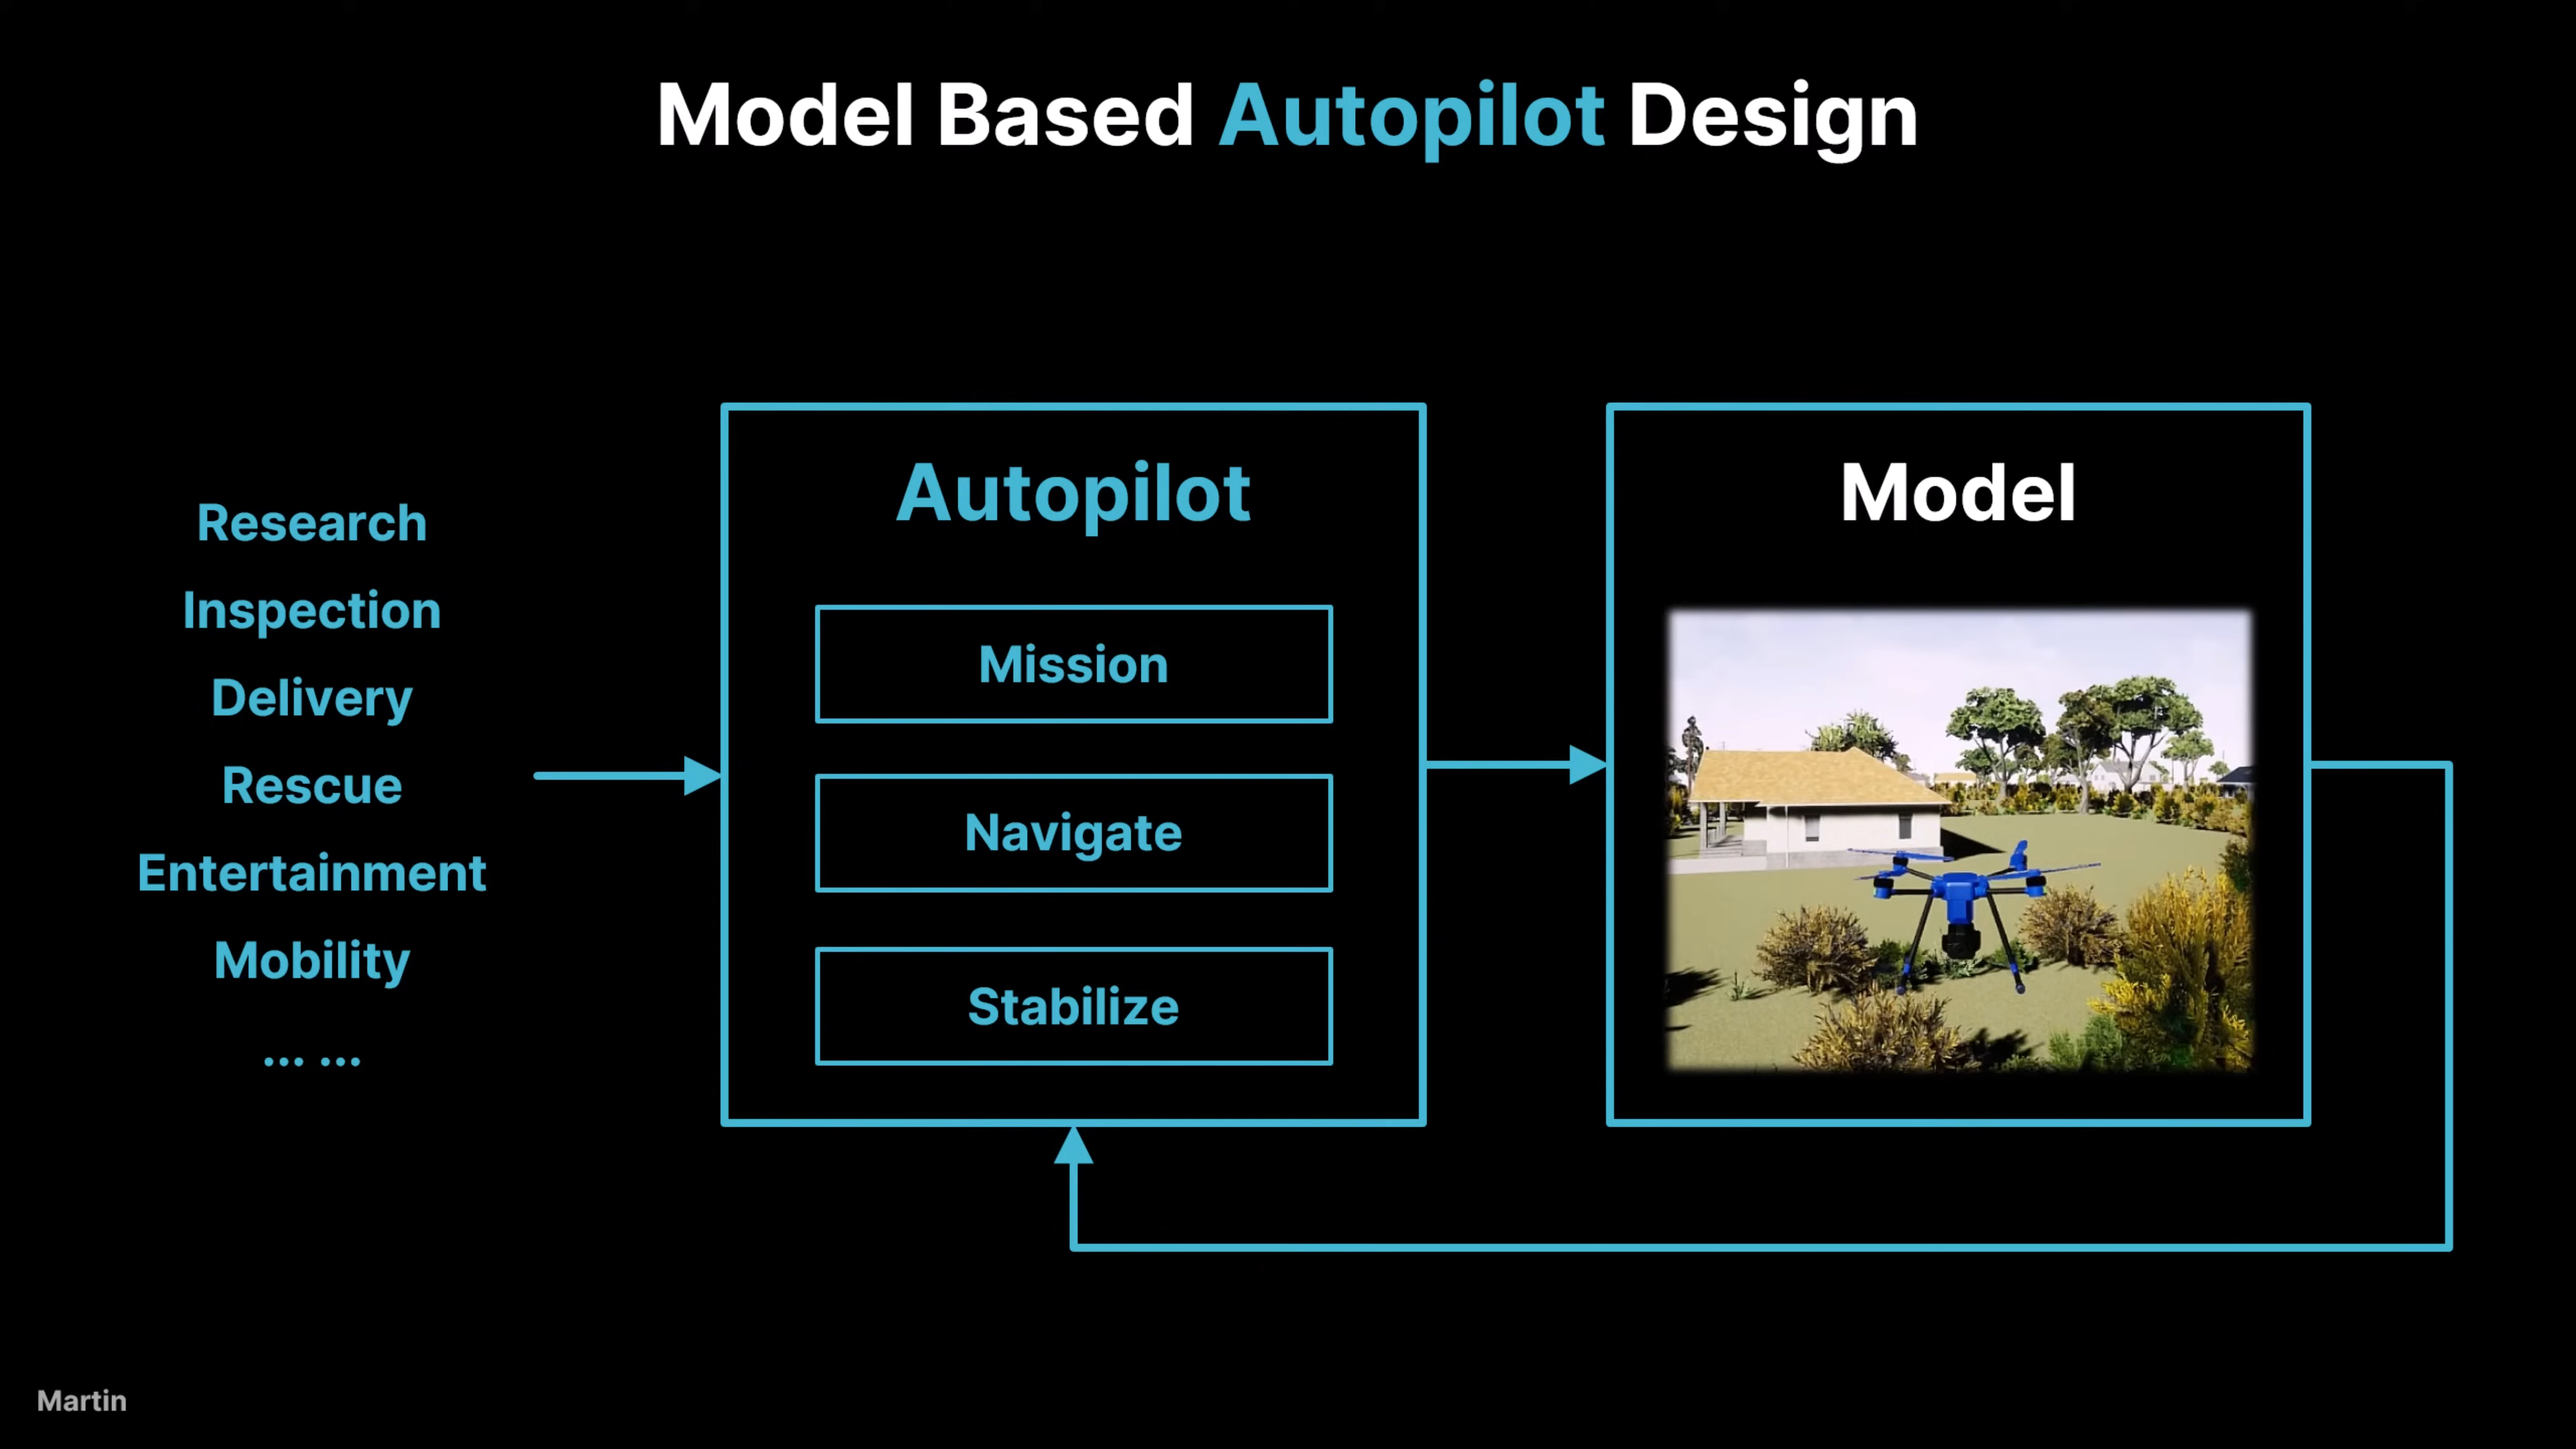 Model Based Autopilot Design
Research
Inspection
Delivery
Rescue
Entertainment
Mobility
... ...
Autopilot
Mission
Navigate
Stabilize
Model
Martin